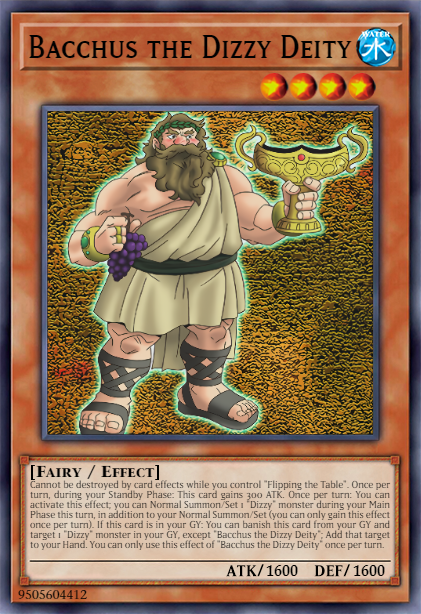 BACCHUS THE DIZZY DEITY
WATER
水
[FAIRY / EFFECT]
Cannot be destroyed by card effects while you control "Flipping the Table". Once per
turn, during your Standby Phase: This card gains 300 ATK. Once per turn: You can
activate this effect; you can Normal Summon/Set 1 "Dizzy" monster during your Main
Phase this turn, in addition to your Normal Summon/Set (you can only gain this effect
once per turn). If this card is in your GY: You can banish this card from your GY and
target 1 "Dizzy" monster in your GY, except "Bacchus the Dizzy Deity"; Add that
target to your Hand. You can only use this effect of "Bacchus the Dizzy Deity" once per turn.
ATK/1600 DEF/1600
9505604412